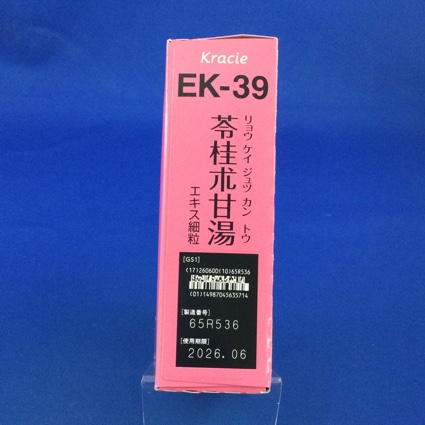 Kracie
EK-39
リョウ ケイ ジュツ カン トウ
苓桂朮甘湯
エキス細粒
[GS1]
(17)260600(10)65R536
(01)14987045635714
[製造番号]
65R536
[使用期限]
2026.06